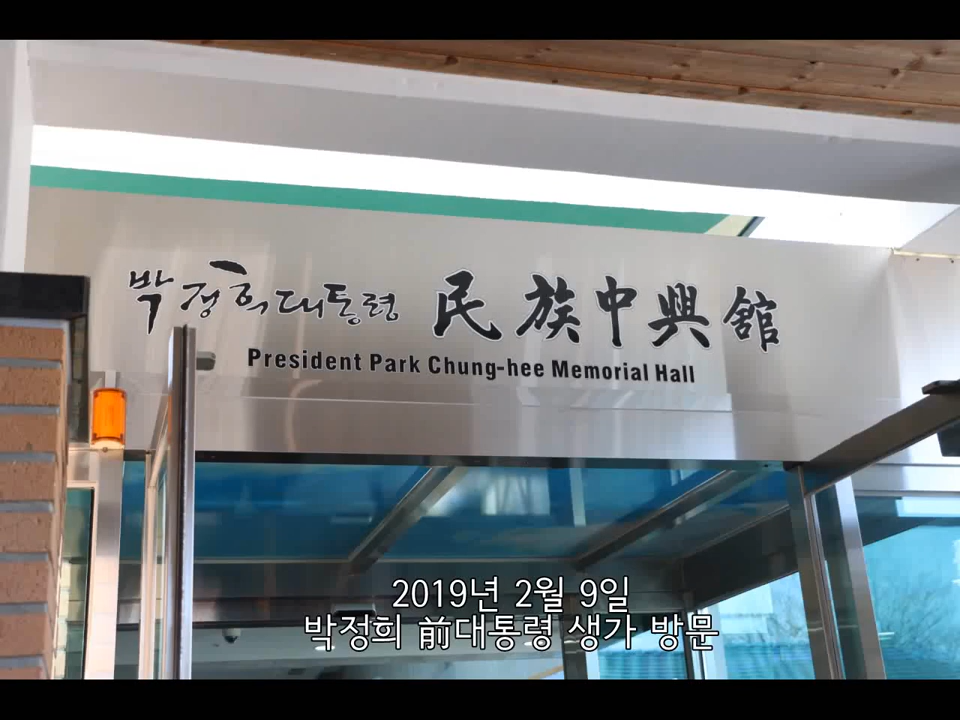 박정희대통령 民族中興館
President Park Chung-hee Memorial Hall
2019년 2월 9일
박정희 前대통령 생가 방문